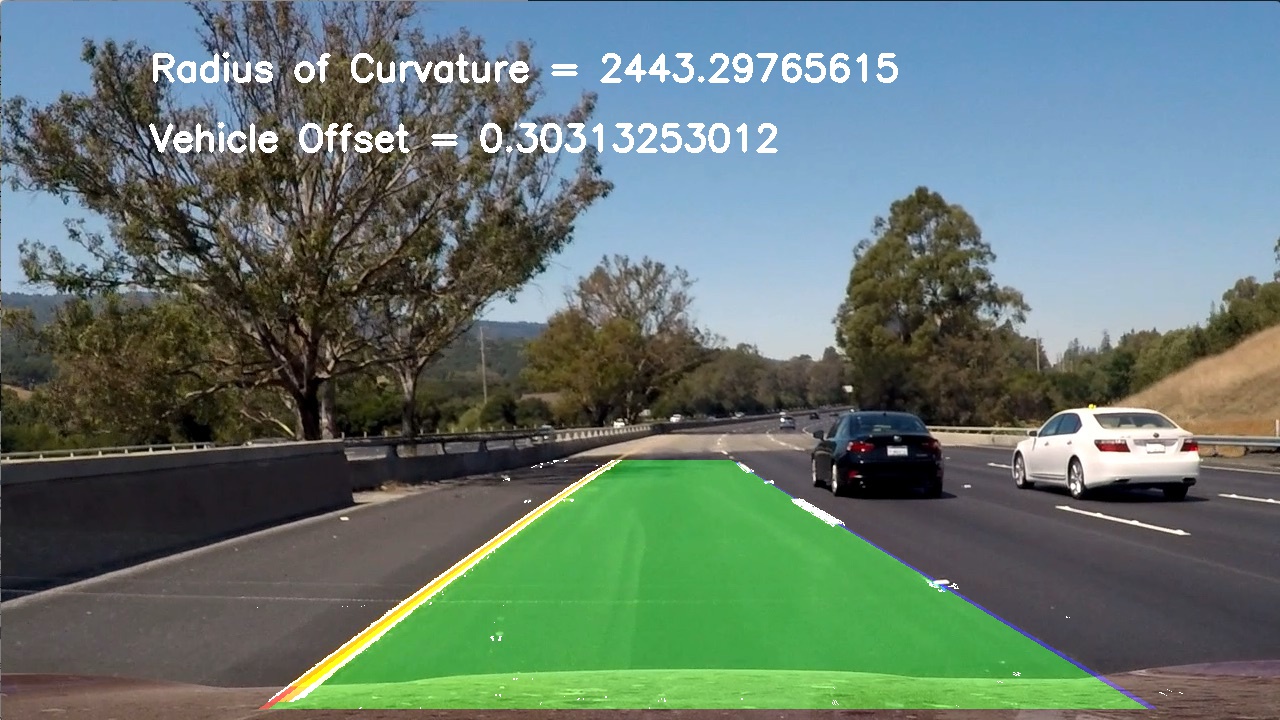 Radius of Curvature = 2443.29765615
Vehicle Offset = 0.30313253012